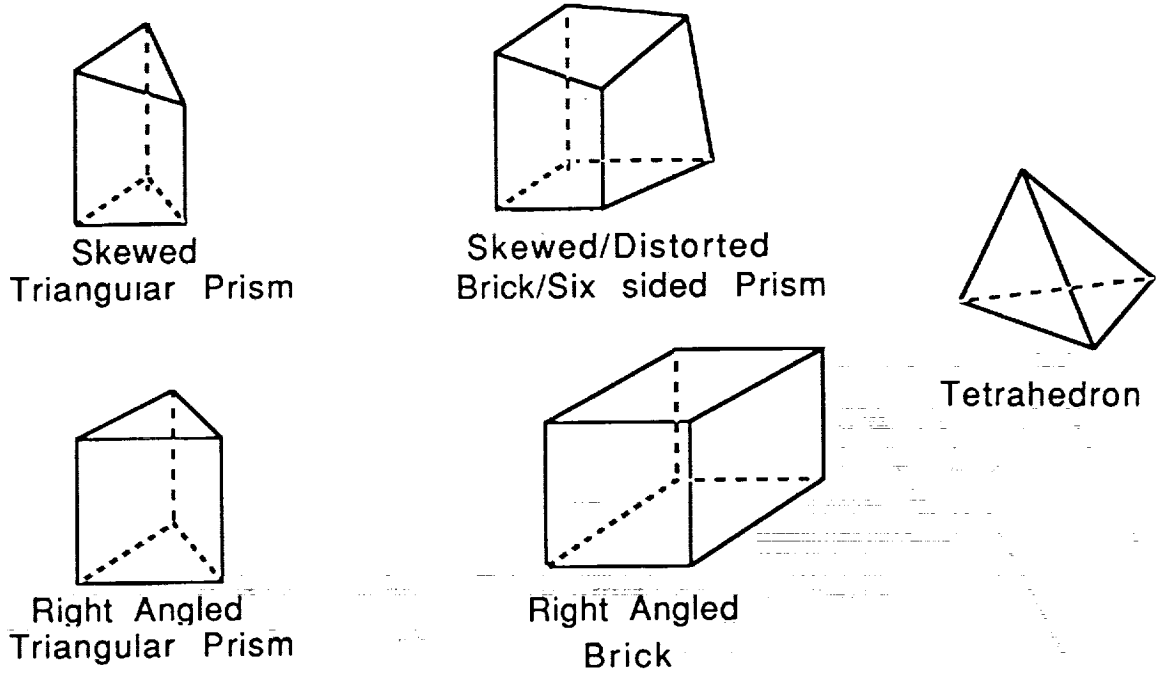 Skewed
Triangular Prism
Skewed/Distorted
Brick/Six sided Prism
Tetrahedron
Right Angled
Triangular Prism
Right Angled
Brick